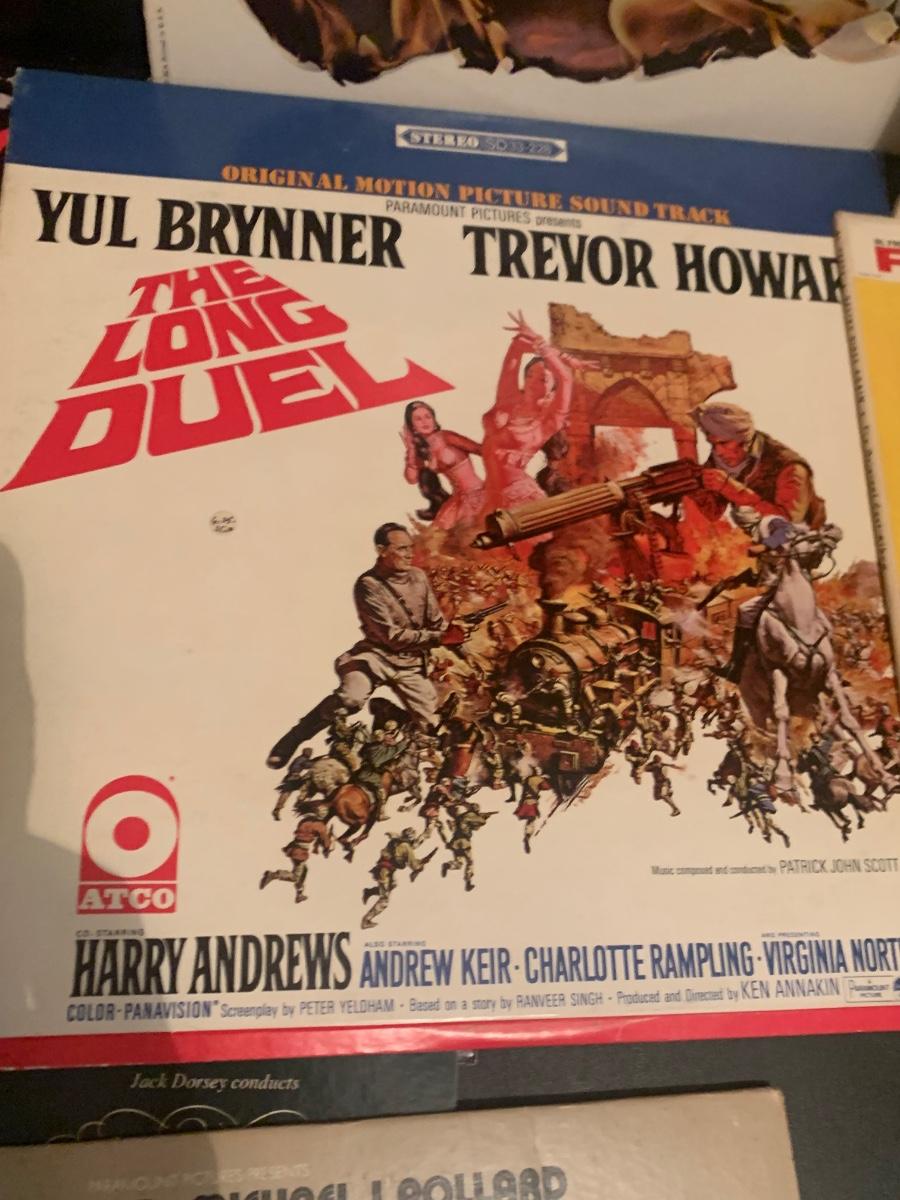 STEREO SD 33-228
ORIGINAL MOTION PICTURE SOUND TRACK
PARAMOUNT PICTURES presents
YUL BRYNNER TREVOR HOWAR
THE
LONG
DUEL
Music composed and conducted by PATRICK JOHN SCOTT
ATCO
CO-STARRING
HARRY ANDREWS
ALSO STARRING
ANDREW KEIR · CHARLOTTE RAMPLING ·
AND PRESENTING
VIRGINIA NORT
COLOR-PANAVISION® Screenplay by PETER YELDHAM · Based on a story by RANVEER SINGH · Produced and Directed by KEN ANNAKIN
A PARAMOUNT PICTURE
Jack Dorsey conducts
PARAMOUNT PICTURES PRESENTS
MICHAEL J. POLLARD